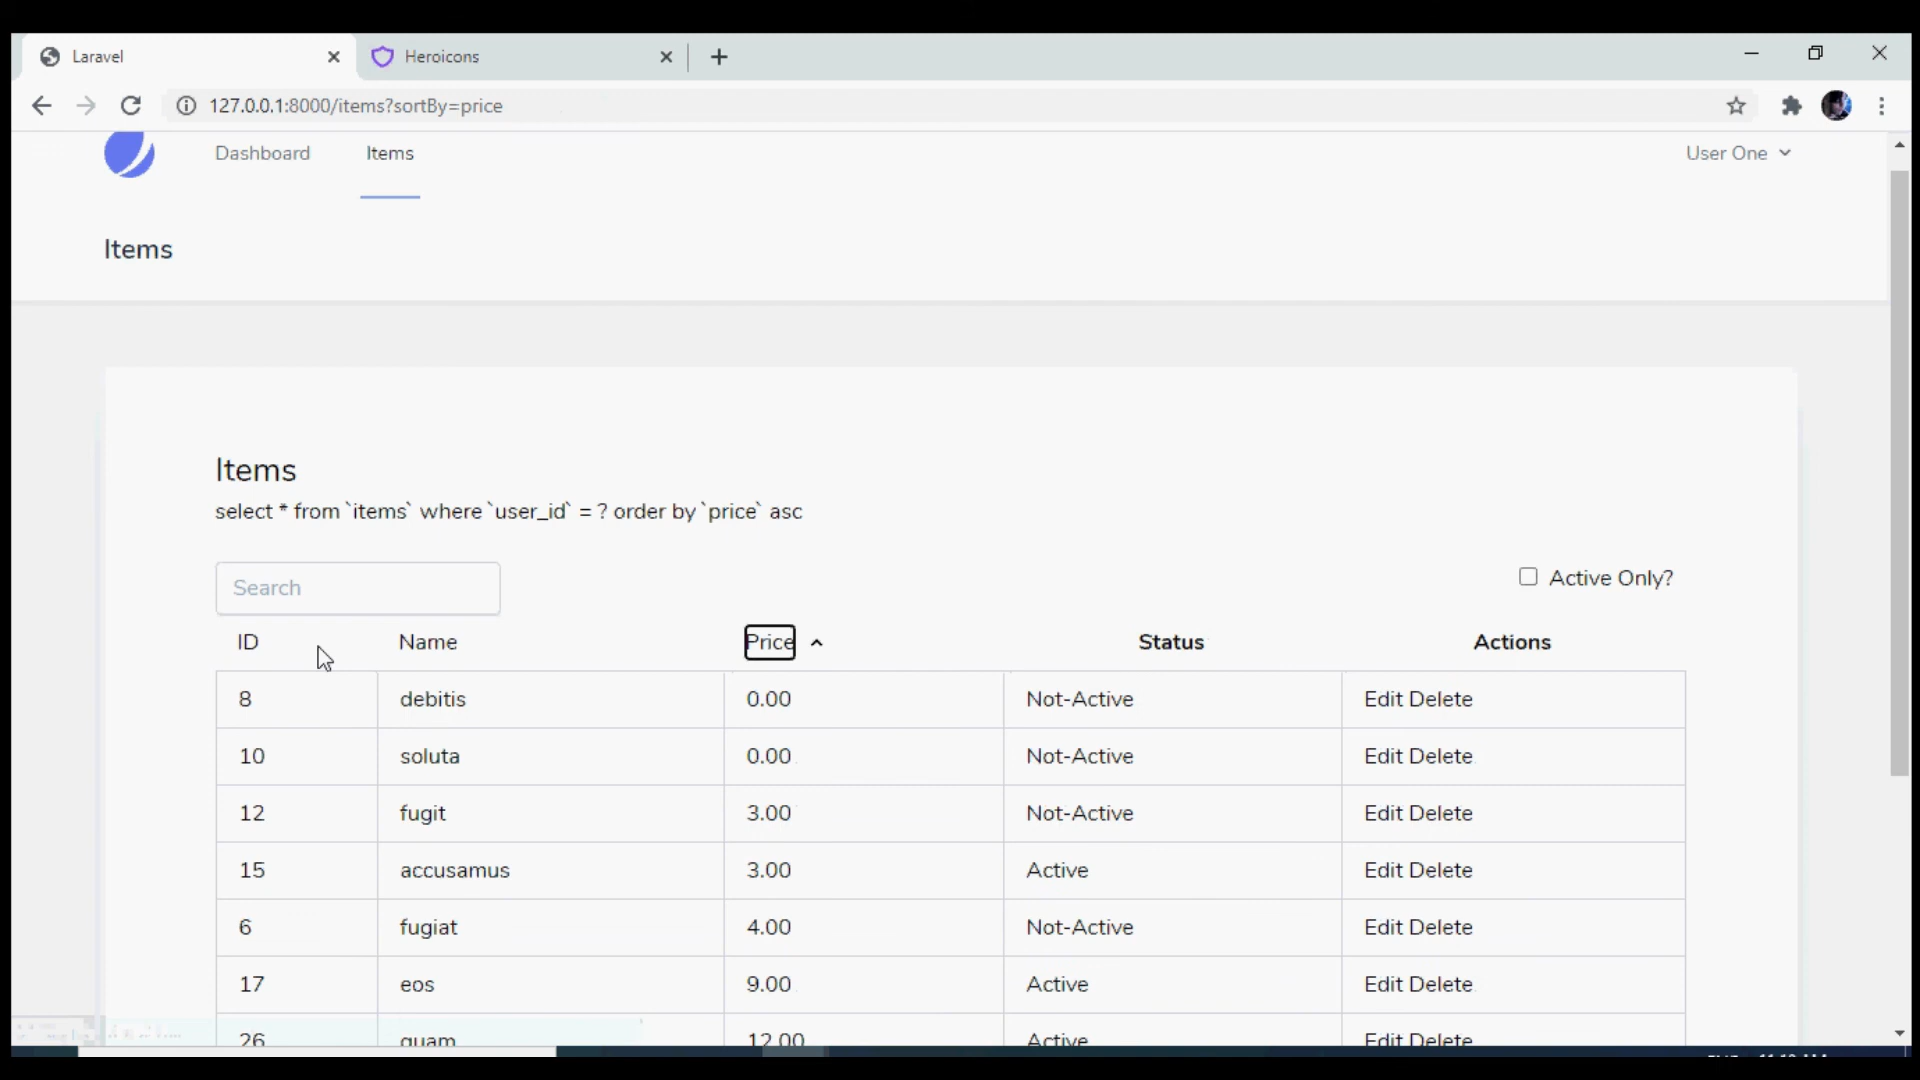 Laravel
Heroicons
127.0.0.1:8000/items?sortBy=price
Dashboard
Items
User One
Items
Items
select * from `items` where `user_id` = ? order by `price` asc
Search
Active Only?
ID Name Price Status Actions
8 debitis 0.00 Not-Active Edit Delete
10 soluta 0.00 Not-Active Edit Delete
12 fugit 3.00 Not-Active Edit Delete
15 accusamus 3.00 Active Edit Delete
6 fugiat 4.00 Not-Active Edit Delete
17 eos 9.00 Active Edit Delete
26 quam 12.00 Active Edit Delete